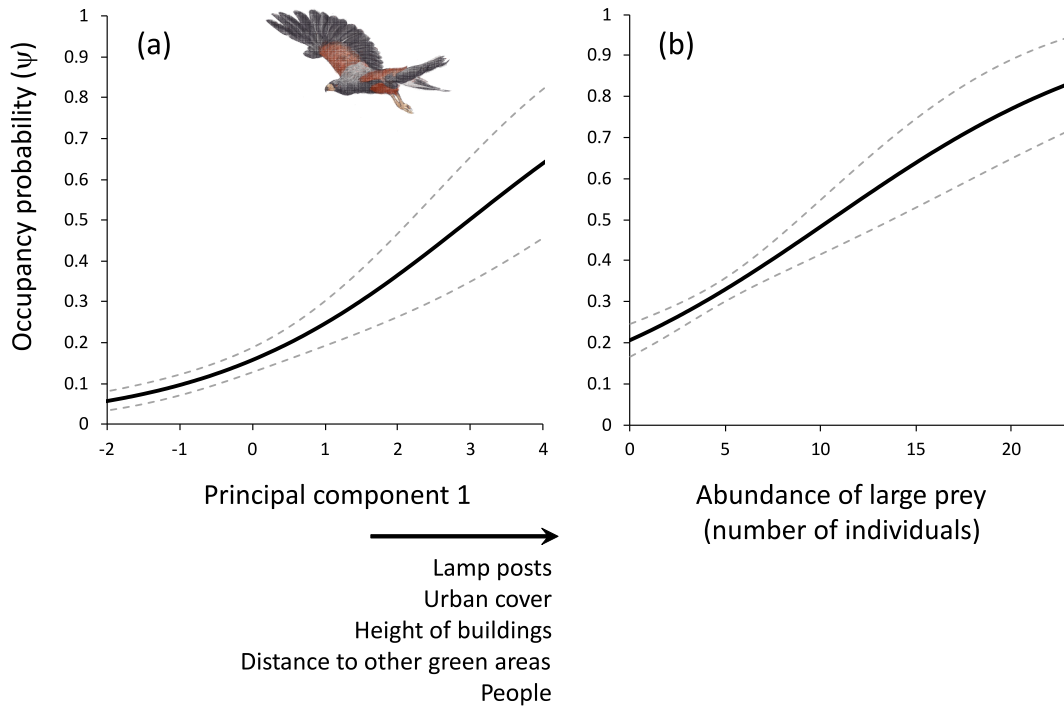 (a)
Occupancy probability (ψ)
1
0.9
0.8
0.7
0.6
0.5
0.4
0.3
0.2
0.1
0
-2 -1 0 1 2 3 4
Principal component 1
Lamp posts
Urban cover
Height of buildings
Distance to other green areas
People
(b)
1
0.9
0.8
0.7
0.6
0.5
0.4
0.3
0.2
0.1
0
0 5 10 15 20
Abundance of large prey
(number of individuals)